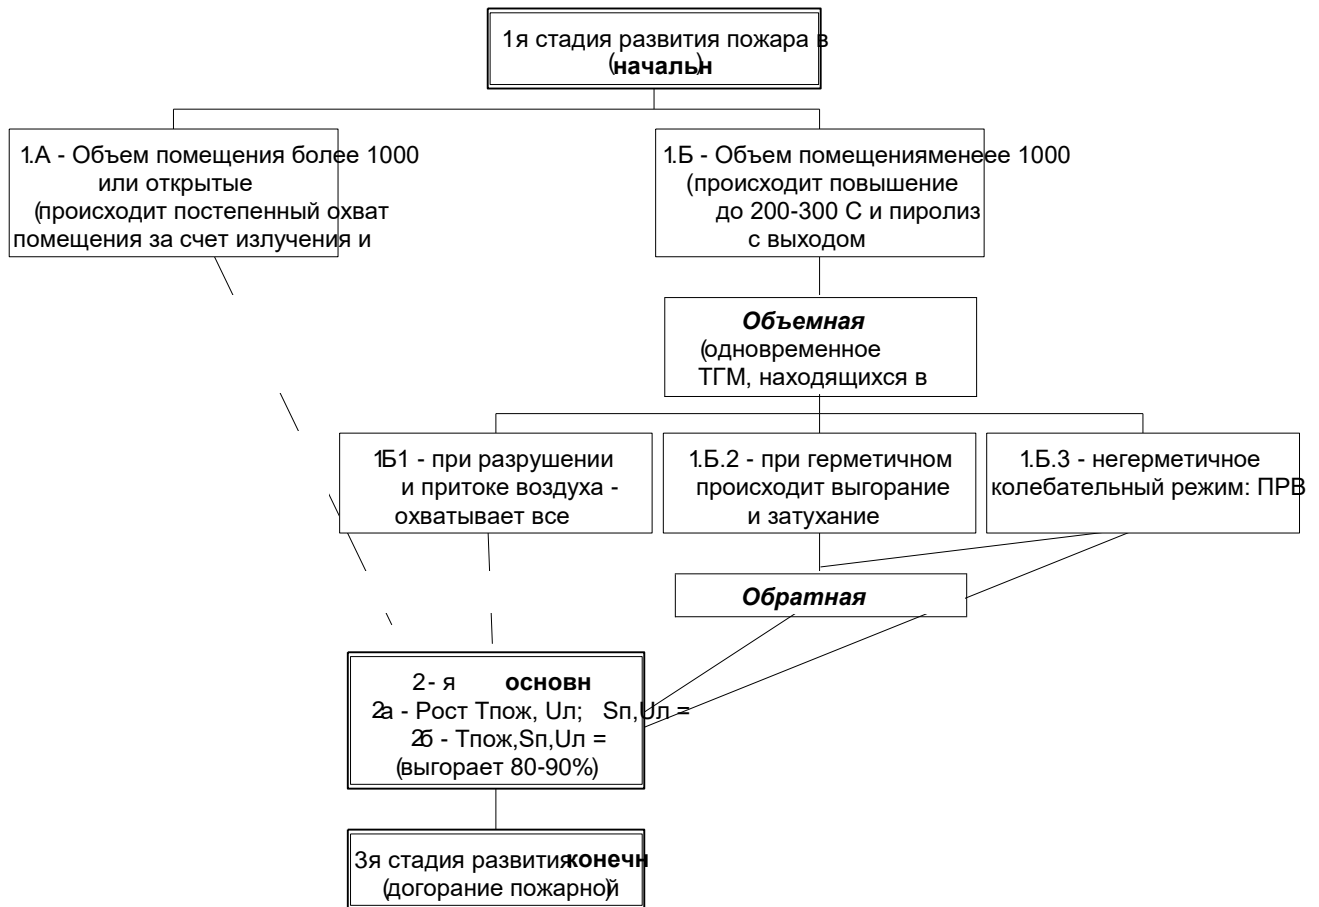 1я стадия развития пожара в
(начальн)
1.А - Объем помещения более 1000
или открытые
(происходит постепенный охват
помещения за счет излучения и
1.Б - Объем помещенияменеее 1000
(происходит повышение
до 200-300 С и пиролиз
с выходом
Объемная
(одновременное
ТГМ, находящихся в
1Б1 - при разрушении
и притоке воздуха -
охватывает все
1.Б.2 - при герметичном
происходит выгорание
и затухание
1.Б.3 - негерметичное
колебательный режим: ПРВ
Обратная
2- я основн
2а - Рост Тпож, Uл; Sп,Uл =
2б - Тпож,Sп,Uл =
(выгорает 80-90%)
3я стадия развития конечн
(догорание пожарной)